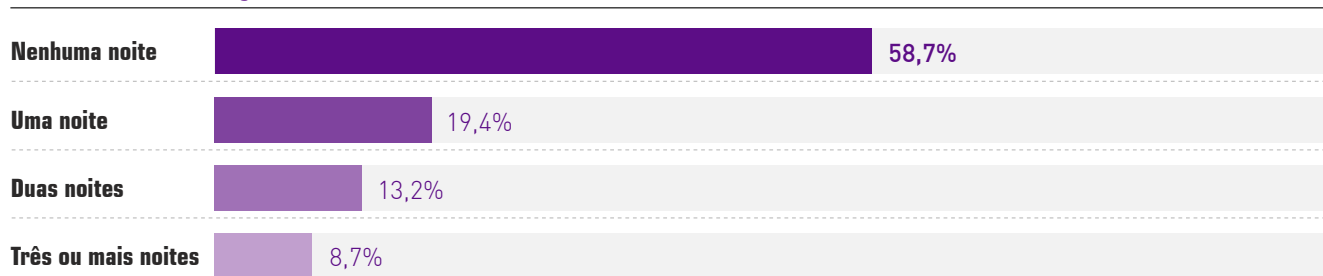 Nenhuma noite 58,7%
Uma noite 19,4%
Duas noites 13,2%
Três ou mais noites 8,7%